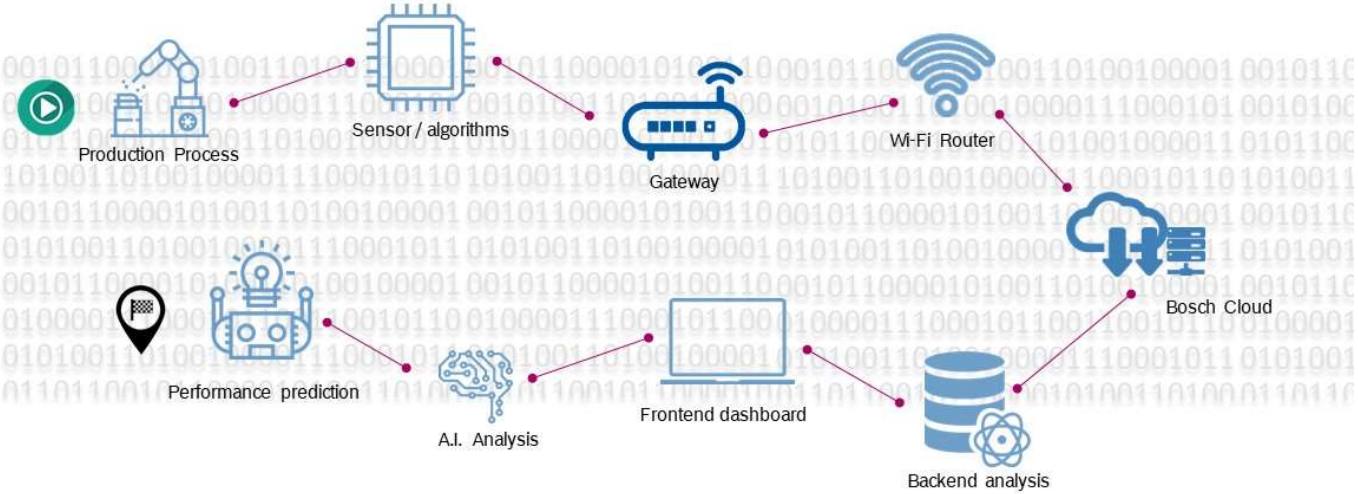 Production Process
Sensor / algorithms
Gateway
Wi-Fi Router
Bosch Cloud
Backend analysis
Frontend dashboard
A.I. Analysis
Performance prediction